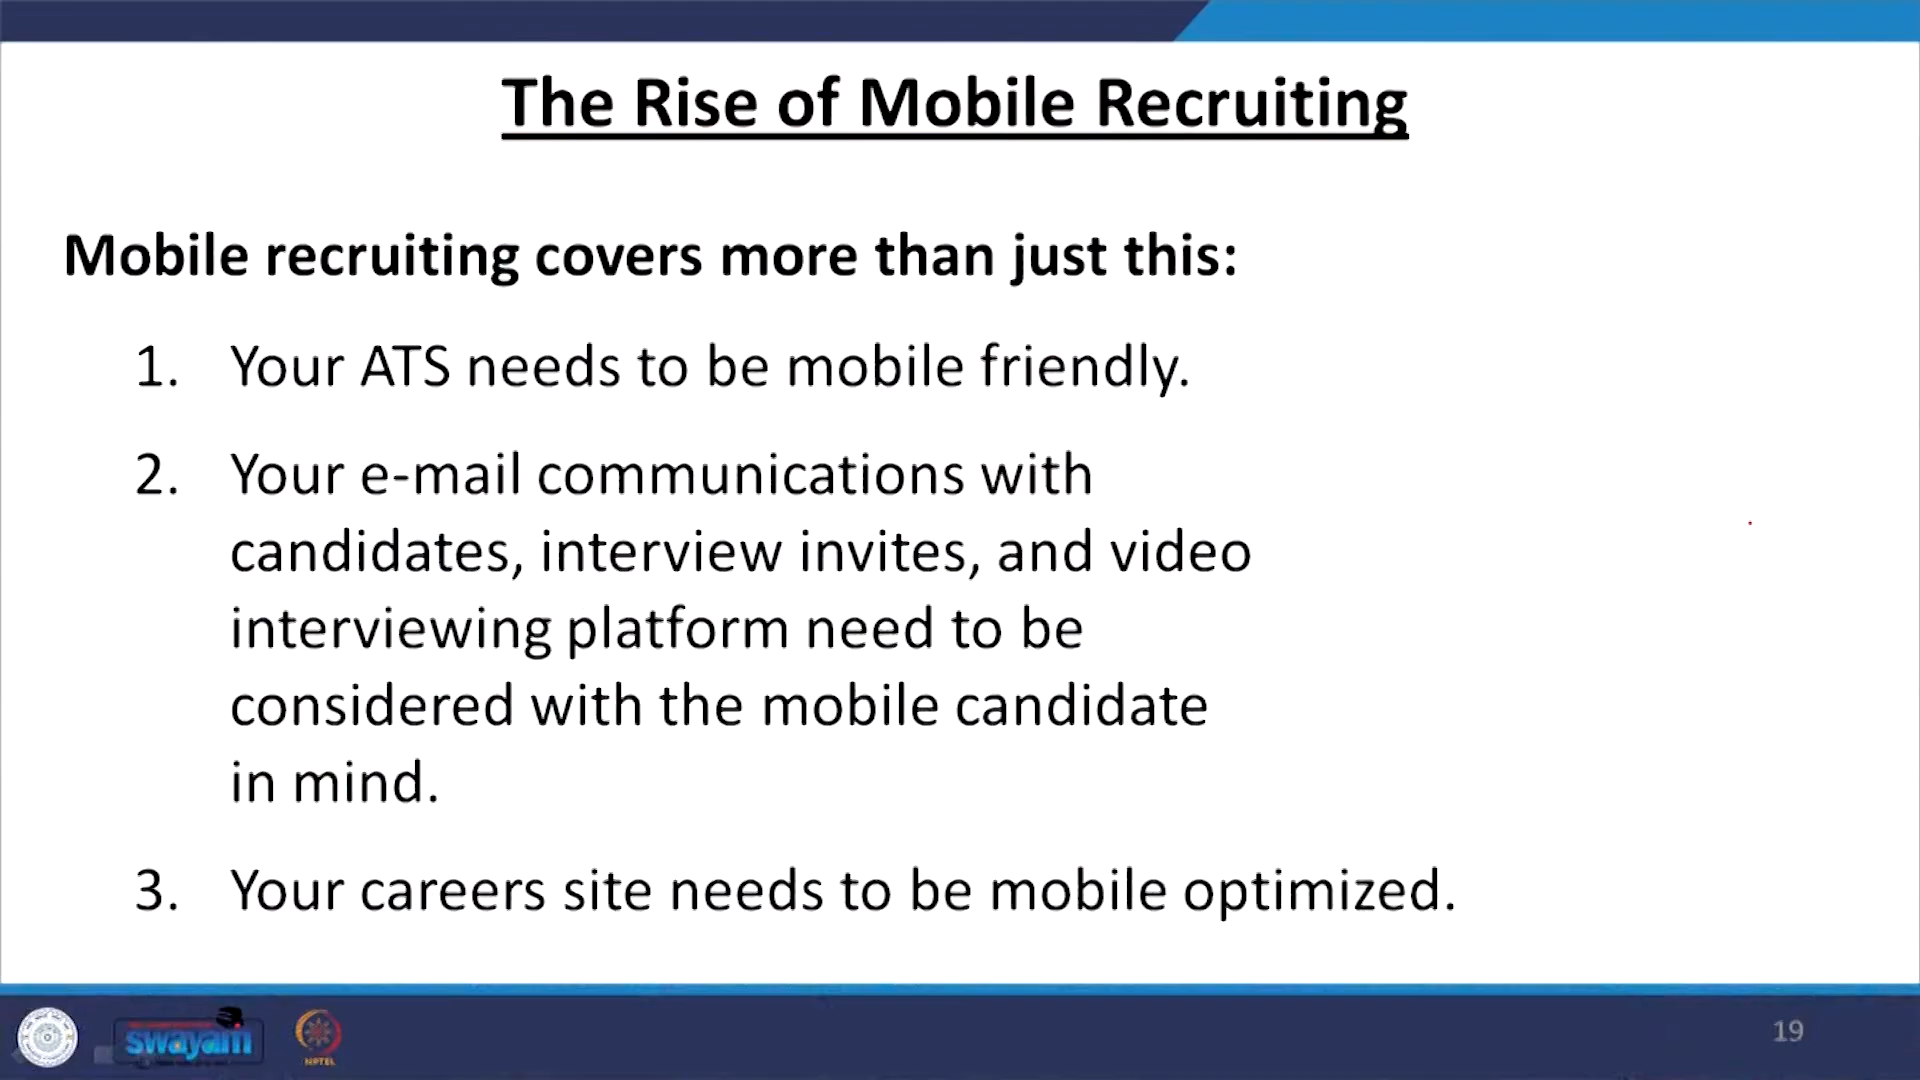 The Rise of Mobile Recruiting
Mobile recruiting covers more than just this:
1. Your ATS needs to be mobile friendly.
2. Your e-mail communications with
candidates, interview invites, and video
interviewing platform need to be
considered with the mobile candidate
in mind.
3. Your careers site needs to be mobile optimized.
swayam
NPTEL
19